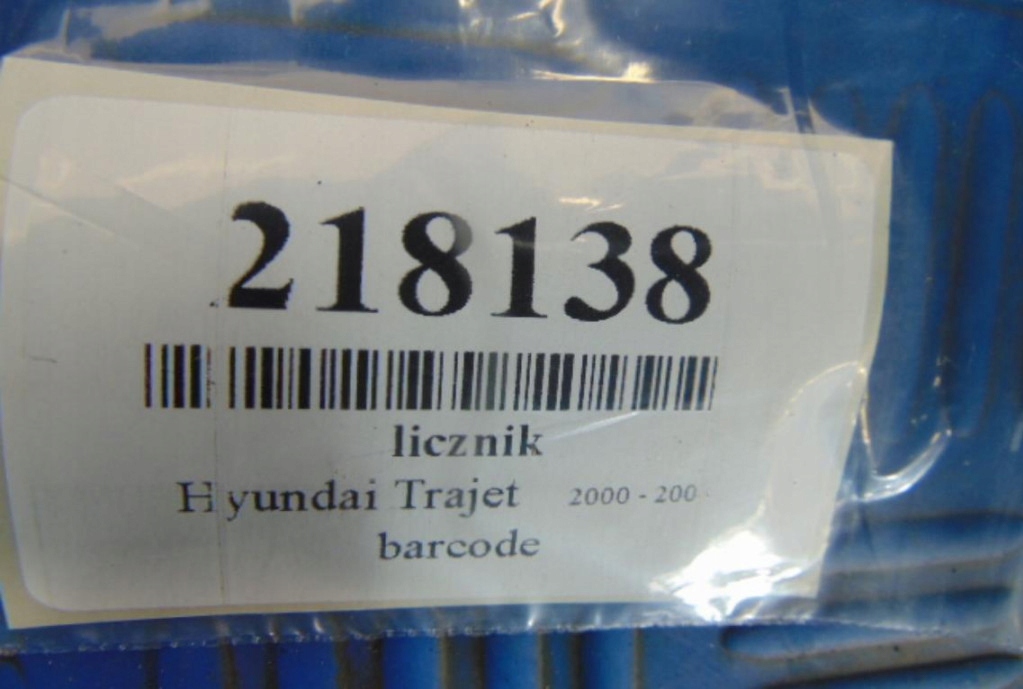 218138
licznik
Hyundai Trajet 2000 - 200
barcode